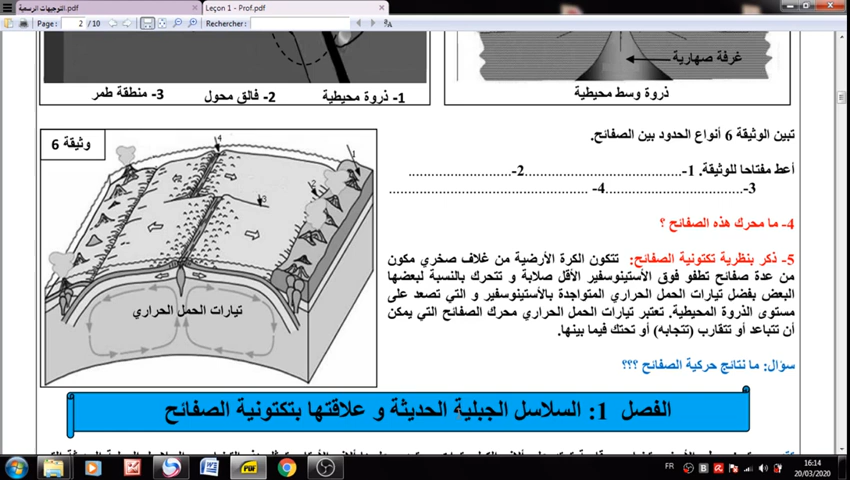 التوجيهات الرسمية.pdf
Leçon 1 - Prof.pdf
Page : 2 / 10
Rechercher :
غرفة صهارية
ذروة وسط محيطية
1- ذروة محيطية 2- فالق محول 3- منطقة طمر
وثيقة 6
4
1
2
3
تيارات الحمل الحراري
تبين الوثيقة 6 أنواع الحدود بين الصفائح.
أعط مفتاحا للوثيقة. 1-..............................2-..........................
3-...............................4- ..............................................
4- ما محرك هذه الصفائح ؟
5- ذكر بنظرية تكتونية الصفائح: تتكون الكرة الأرضية من غلاف صخري مكون
من عدة صفائح تطفو فوق الأستينوسفير الأقل صلابة و تتحرك بالنسبة لبعضها
البعض بفضل تيارات الحمل الحراري المتواجدة بالأستينوسفير و التي تصعد على
مستوى الذروة المحيطية. تعتبر تيارات الحمل الحراري محرك الصفائح التي يمكن
أن تتباعد أو تتقارب (تتجابه) أو تحتك فيما بينها.
سؤال: ما نتائج حركية الصفائح ؟؟؟
الفصل 1: السلاسل الجبلية الحديثة و علاقتها بتكتونية الصفائح
FR
16:14
20/03/2020